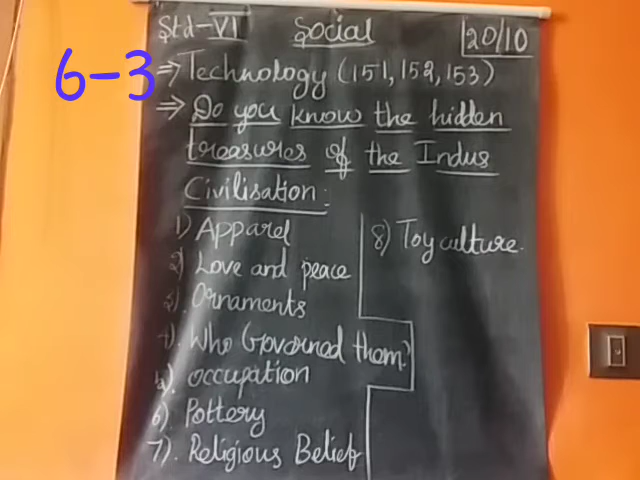 Std-VI Social 20/10
6-3
⇒ Technology (151, 152, 153)
⇒ Do you know the hidden
treasures of the Indus
Civilisation:
1) Apparel
2) Love and peace
3). Ornaments
4). Who Governed them?
5). occupation
6) Pottery
7). Religious Belief
8) Toy culture.